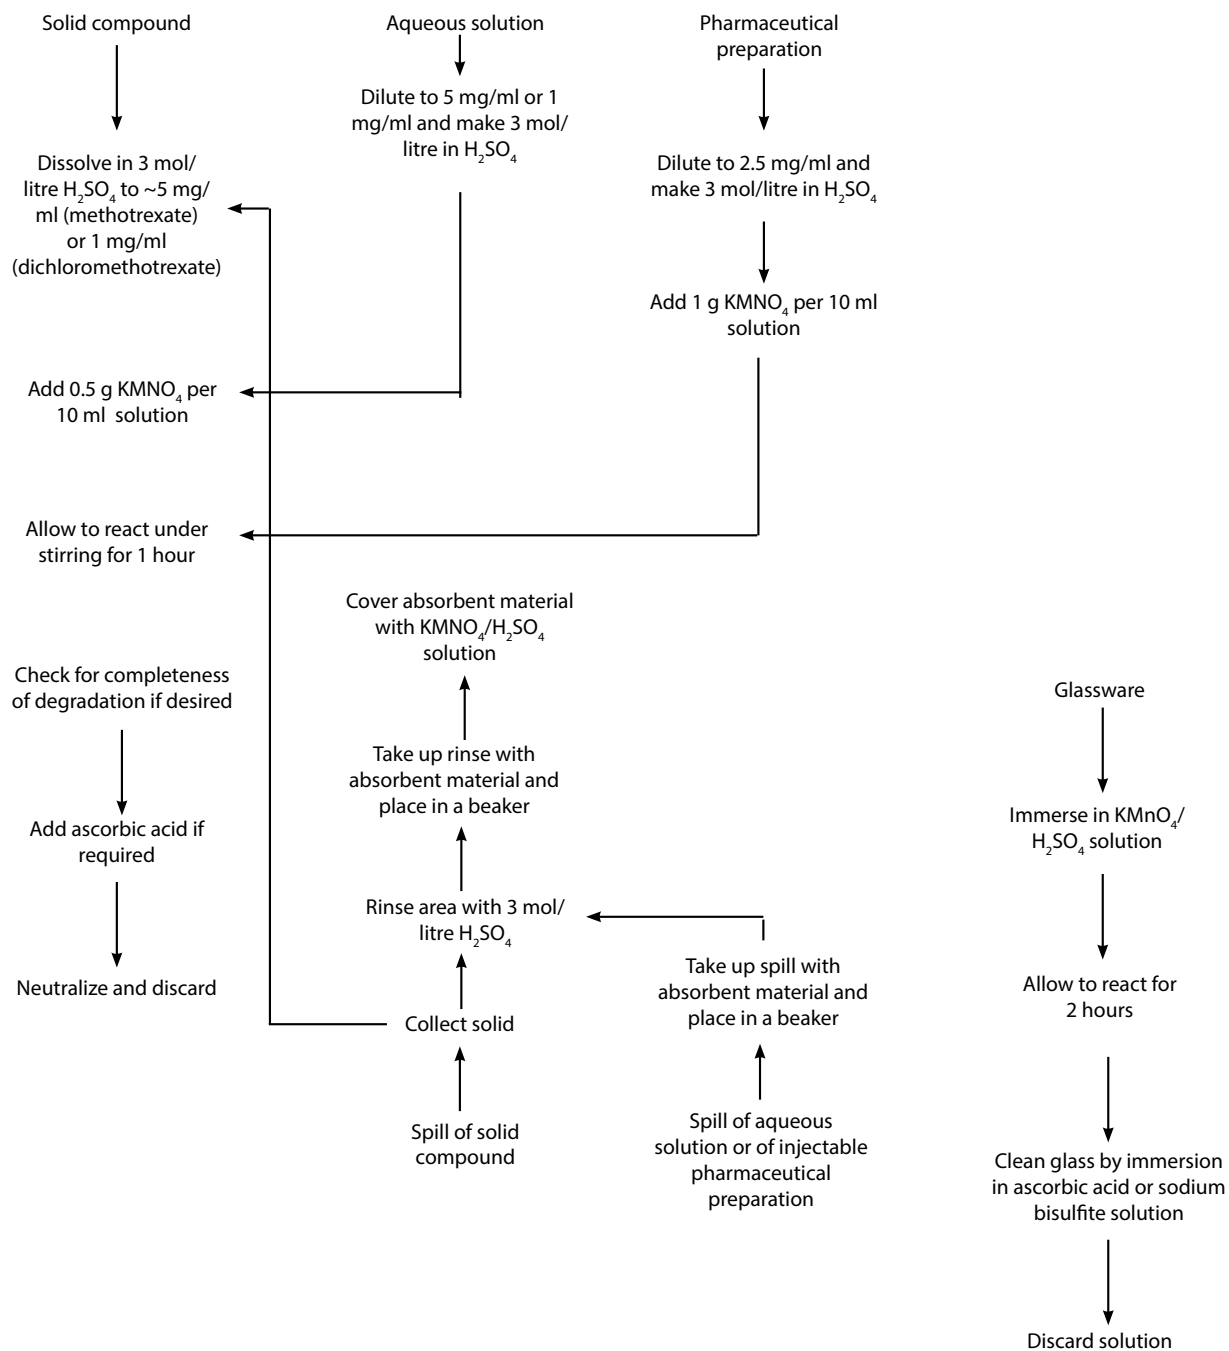 Solid compound
Dissolve in 3 mol/
litre H₂SO₄ to ~5 mg/
ml (methotrexate)
or 1 mg/ml
(dichloromethotrexate)
Add 0.5 g KMNO₄ per
10 ml solution
Allow to react under
stirring for 1 hour
Check for completeness
of degradation if desired
Add ascorbic acid if
required
Neutralize and discard
Aqueous solution
Dilute to 5 mg/ml or 1
mg/ml and make 3 mol/
litre in H₂SO₄
Pharmaceutical
preparation
Dilute to 2.5 mg/ml and
make 3 mol/litre in H₂SO₄
Add 1 g KMNO₄ per 10 ml
solution
Cover absorbent material
with KMNO₄/H₂SO₄
solution
Take up rinse with
absorbent material and
place in a beaker
Rinse area with 3 mol/
litre H₂SO₄
Collect solid
Spill of solid
compound
Take up spill with
absorbent material and
place in a beaker
Spill of aqueous
solution or of injectable
pharmaceutical
preparation
Glassware
Immerse in KMnO₄/
H₂SO₄ solution
Allow to react for
2 hours
Clean glass by immersion
in ascorbic acid or sodium
bisulfite solution
Discard solution